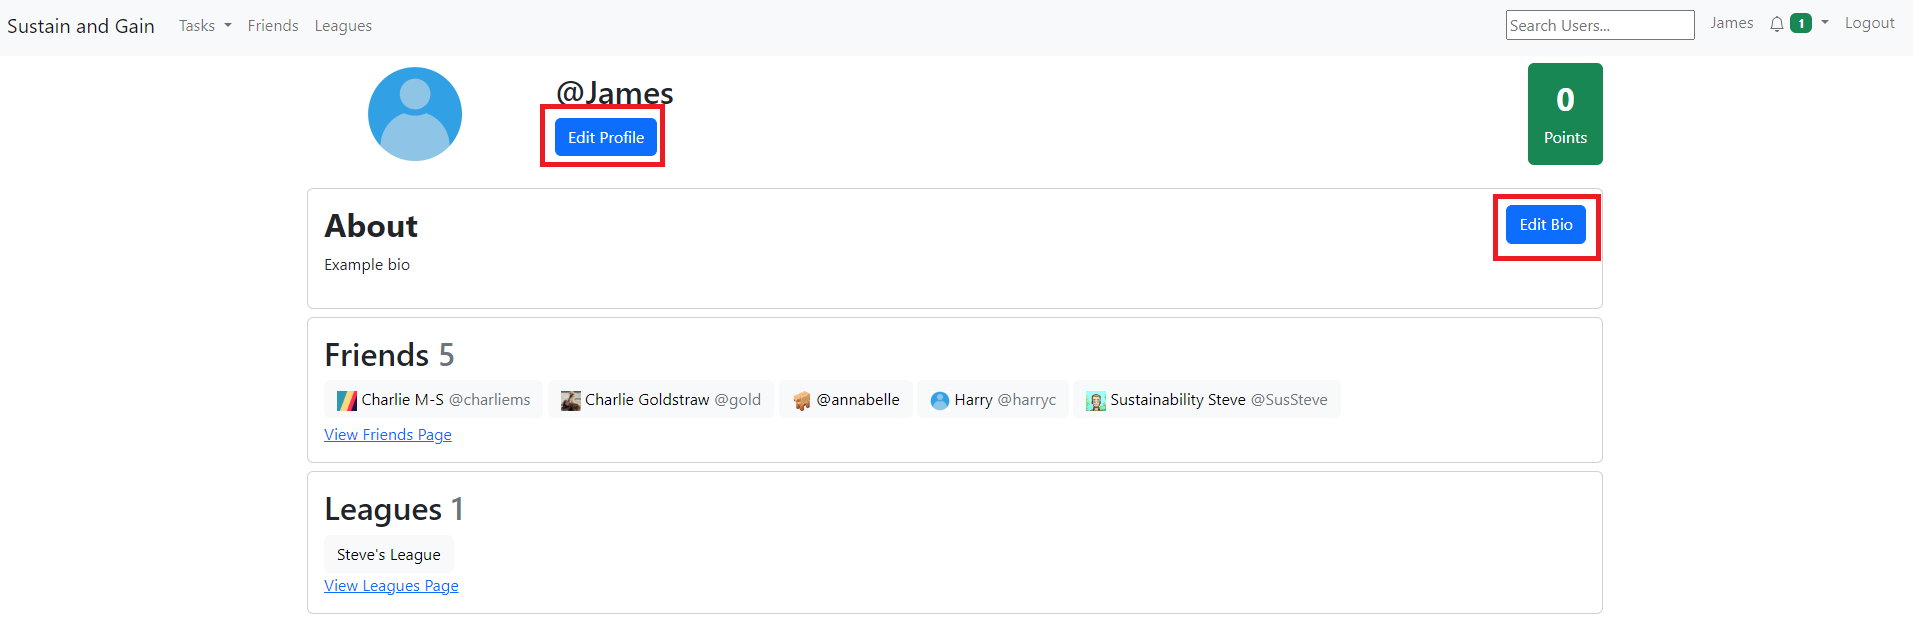 Sustain and Gain Tasks Friends Leagues Search Users... James 1 Logout
@James
Edit Profile
0
Points
About
Edit Bio
Example bio
Friends 5
Charlie M-S @charliems Charlie Goldstraw @gold @annabelle Harry @harryc Sustainability Steve @SusSteve
View Friends Page
Leagues 1
Steve's League
View Leagues Page